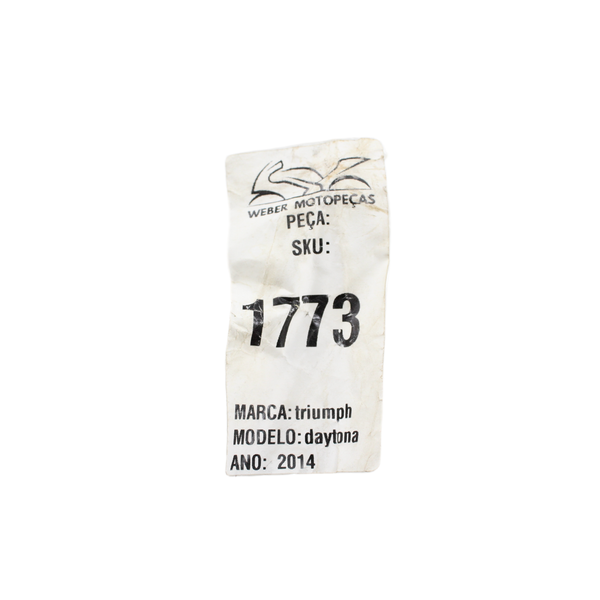 WEBER MOTOPEÇAS
PEÇA:
SKU:
1773
MARCA: triumph
MODELO: daytona
ANO: 2014